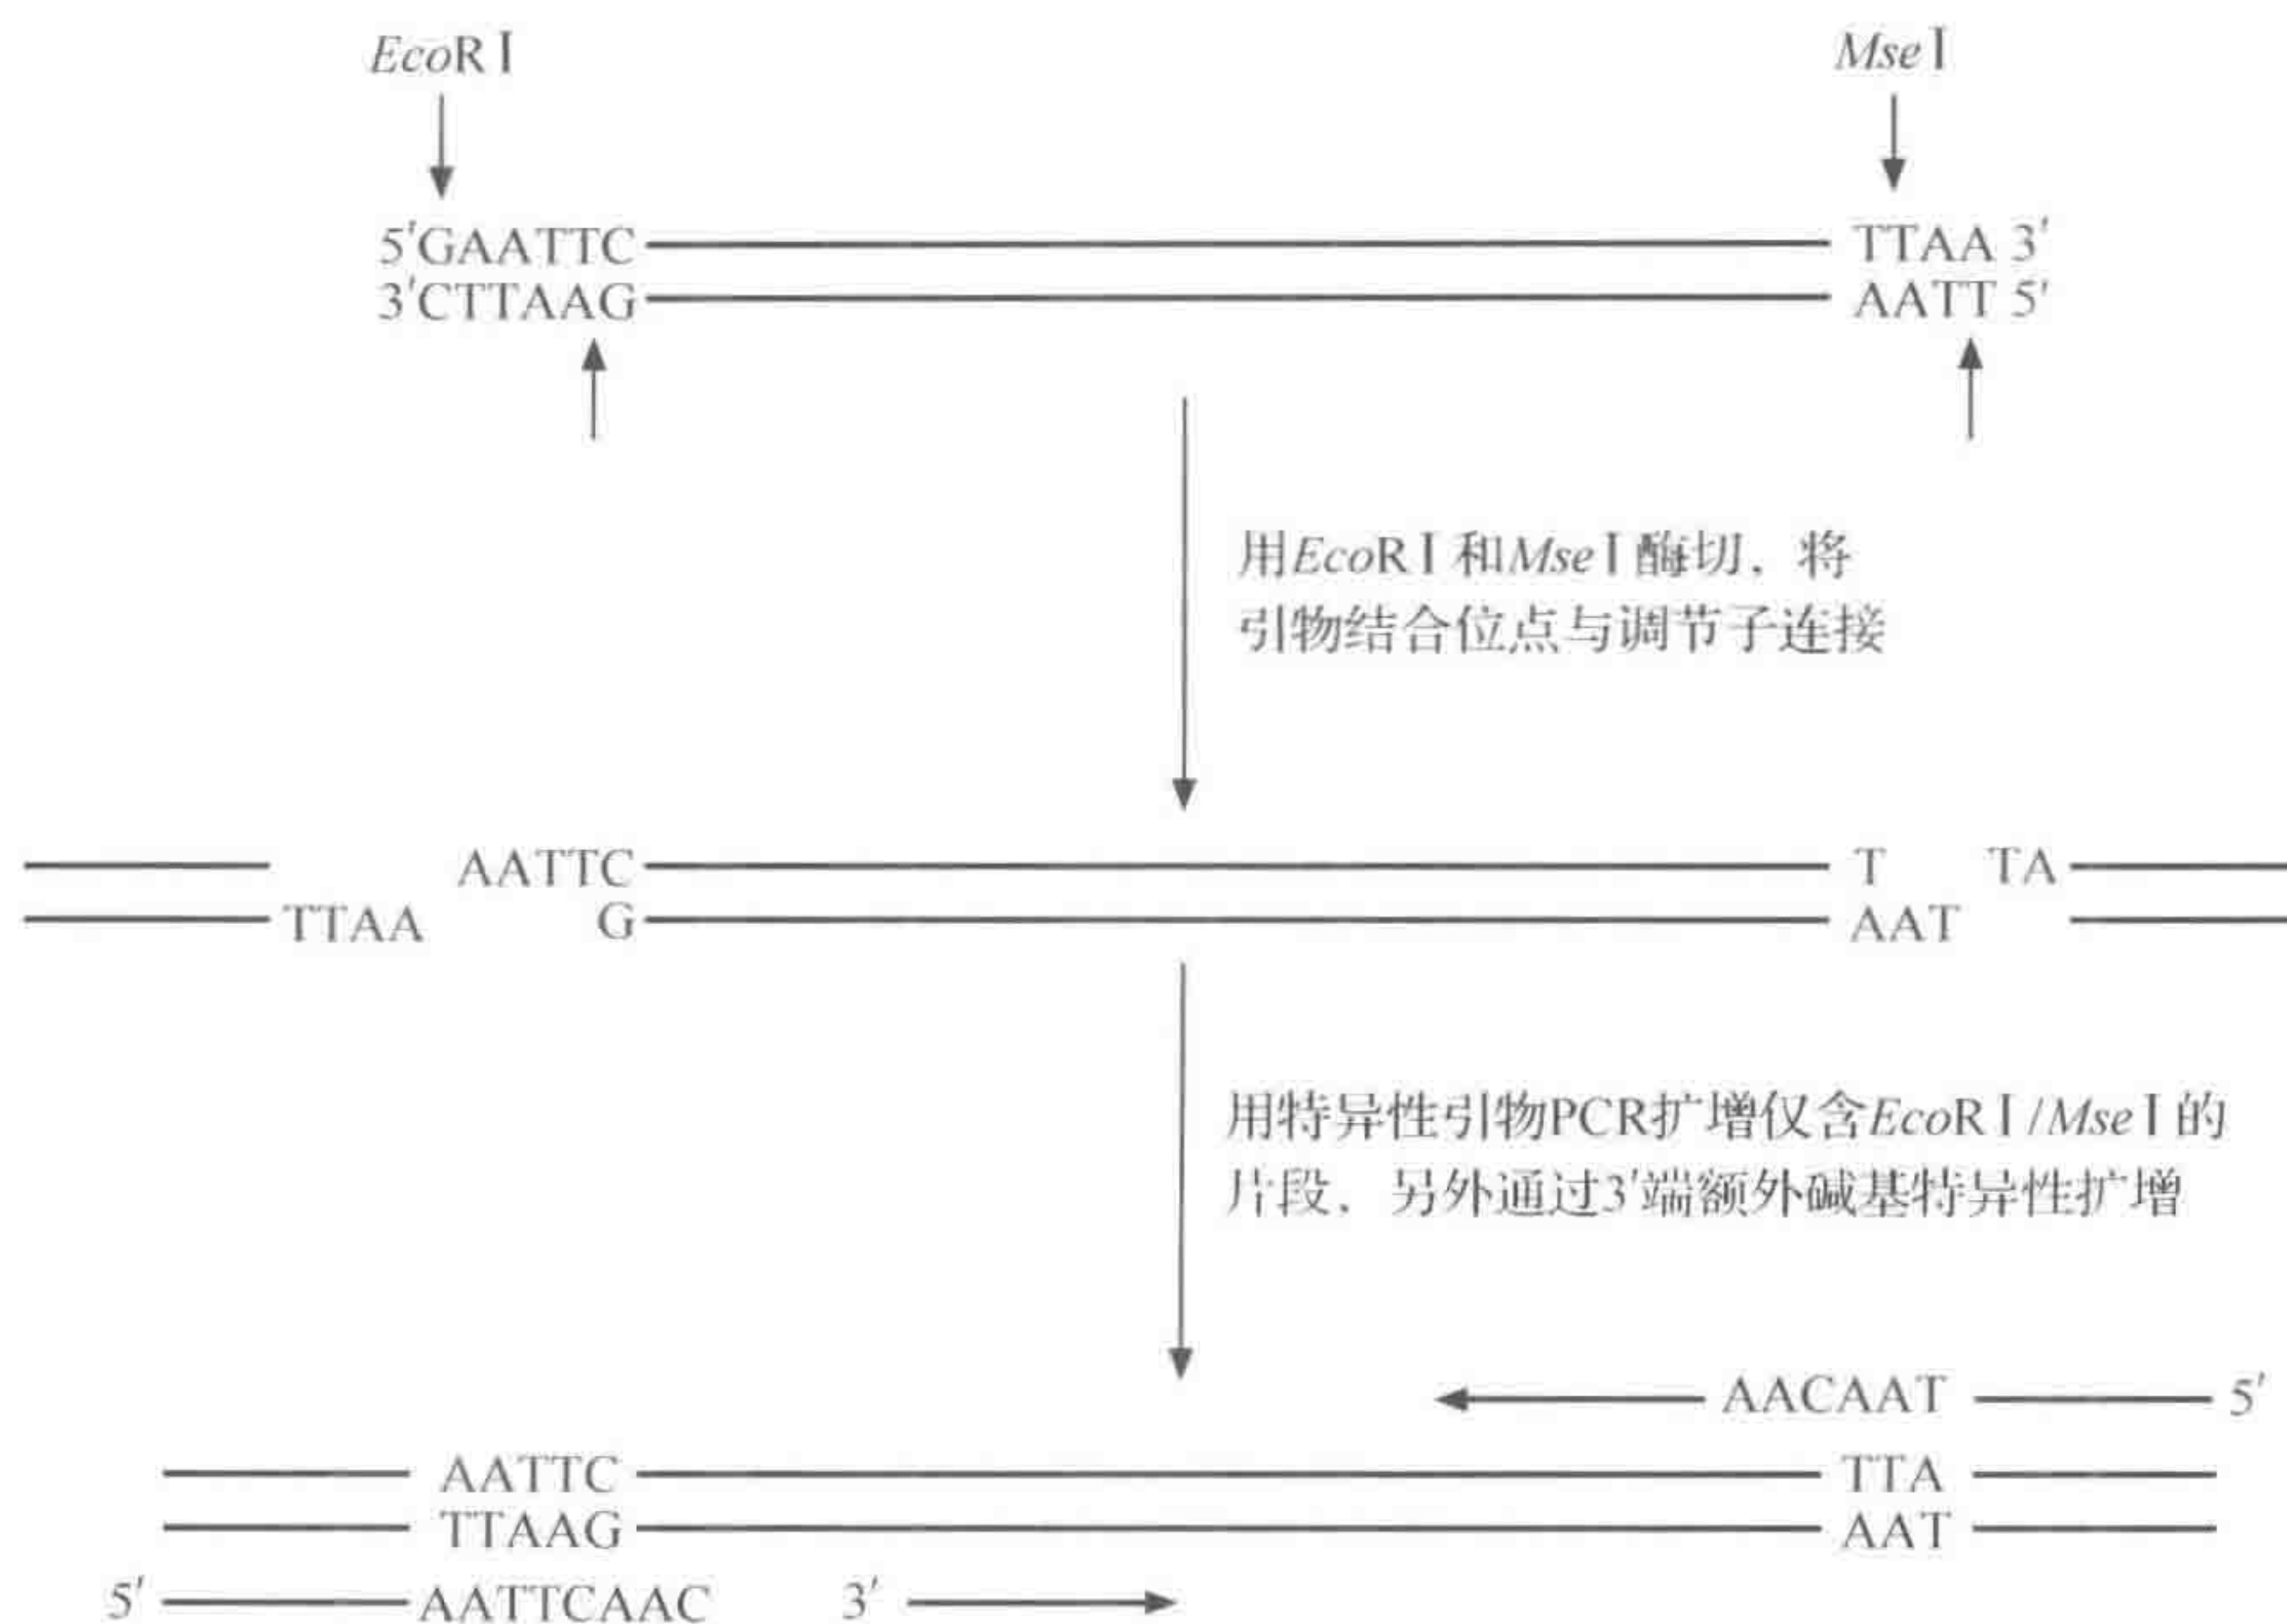 EcoRⅠ MseⅠ
5′GAATTC TTAA 3′
3′CTTAAG AATT 5′
用EcoRⅠ和MseⅠ酶切，将
引物结合位点与调节子连接
AATTC T TA
TTAA G AAT
用特异性引物PCR扩增仅含EcoRⅠ/MseⅠ的
片段，另外通过3′端额外碱基特异性扩增
AACAAT 5′
AATTC TTA
TTAAG AAT
5′ AATTCAAC 3′